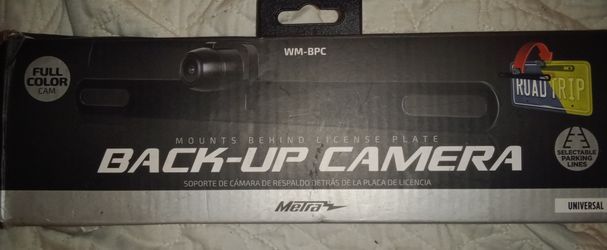 WM-BPC
FULL
COLOR
CAM
ROAD TRIP
MOUNTS BEHIND LICENSE PLATE
BACK-UP CAMERA
SOPORTE DE CÁMARA DE RESPALDO DETRÁS DE LA PLACA DE LICENCIA
SELECTABLE
PARKING
LINES
Metra
UNIVERSAL